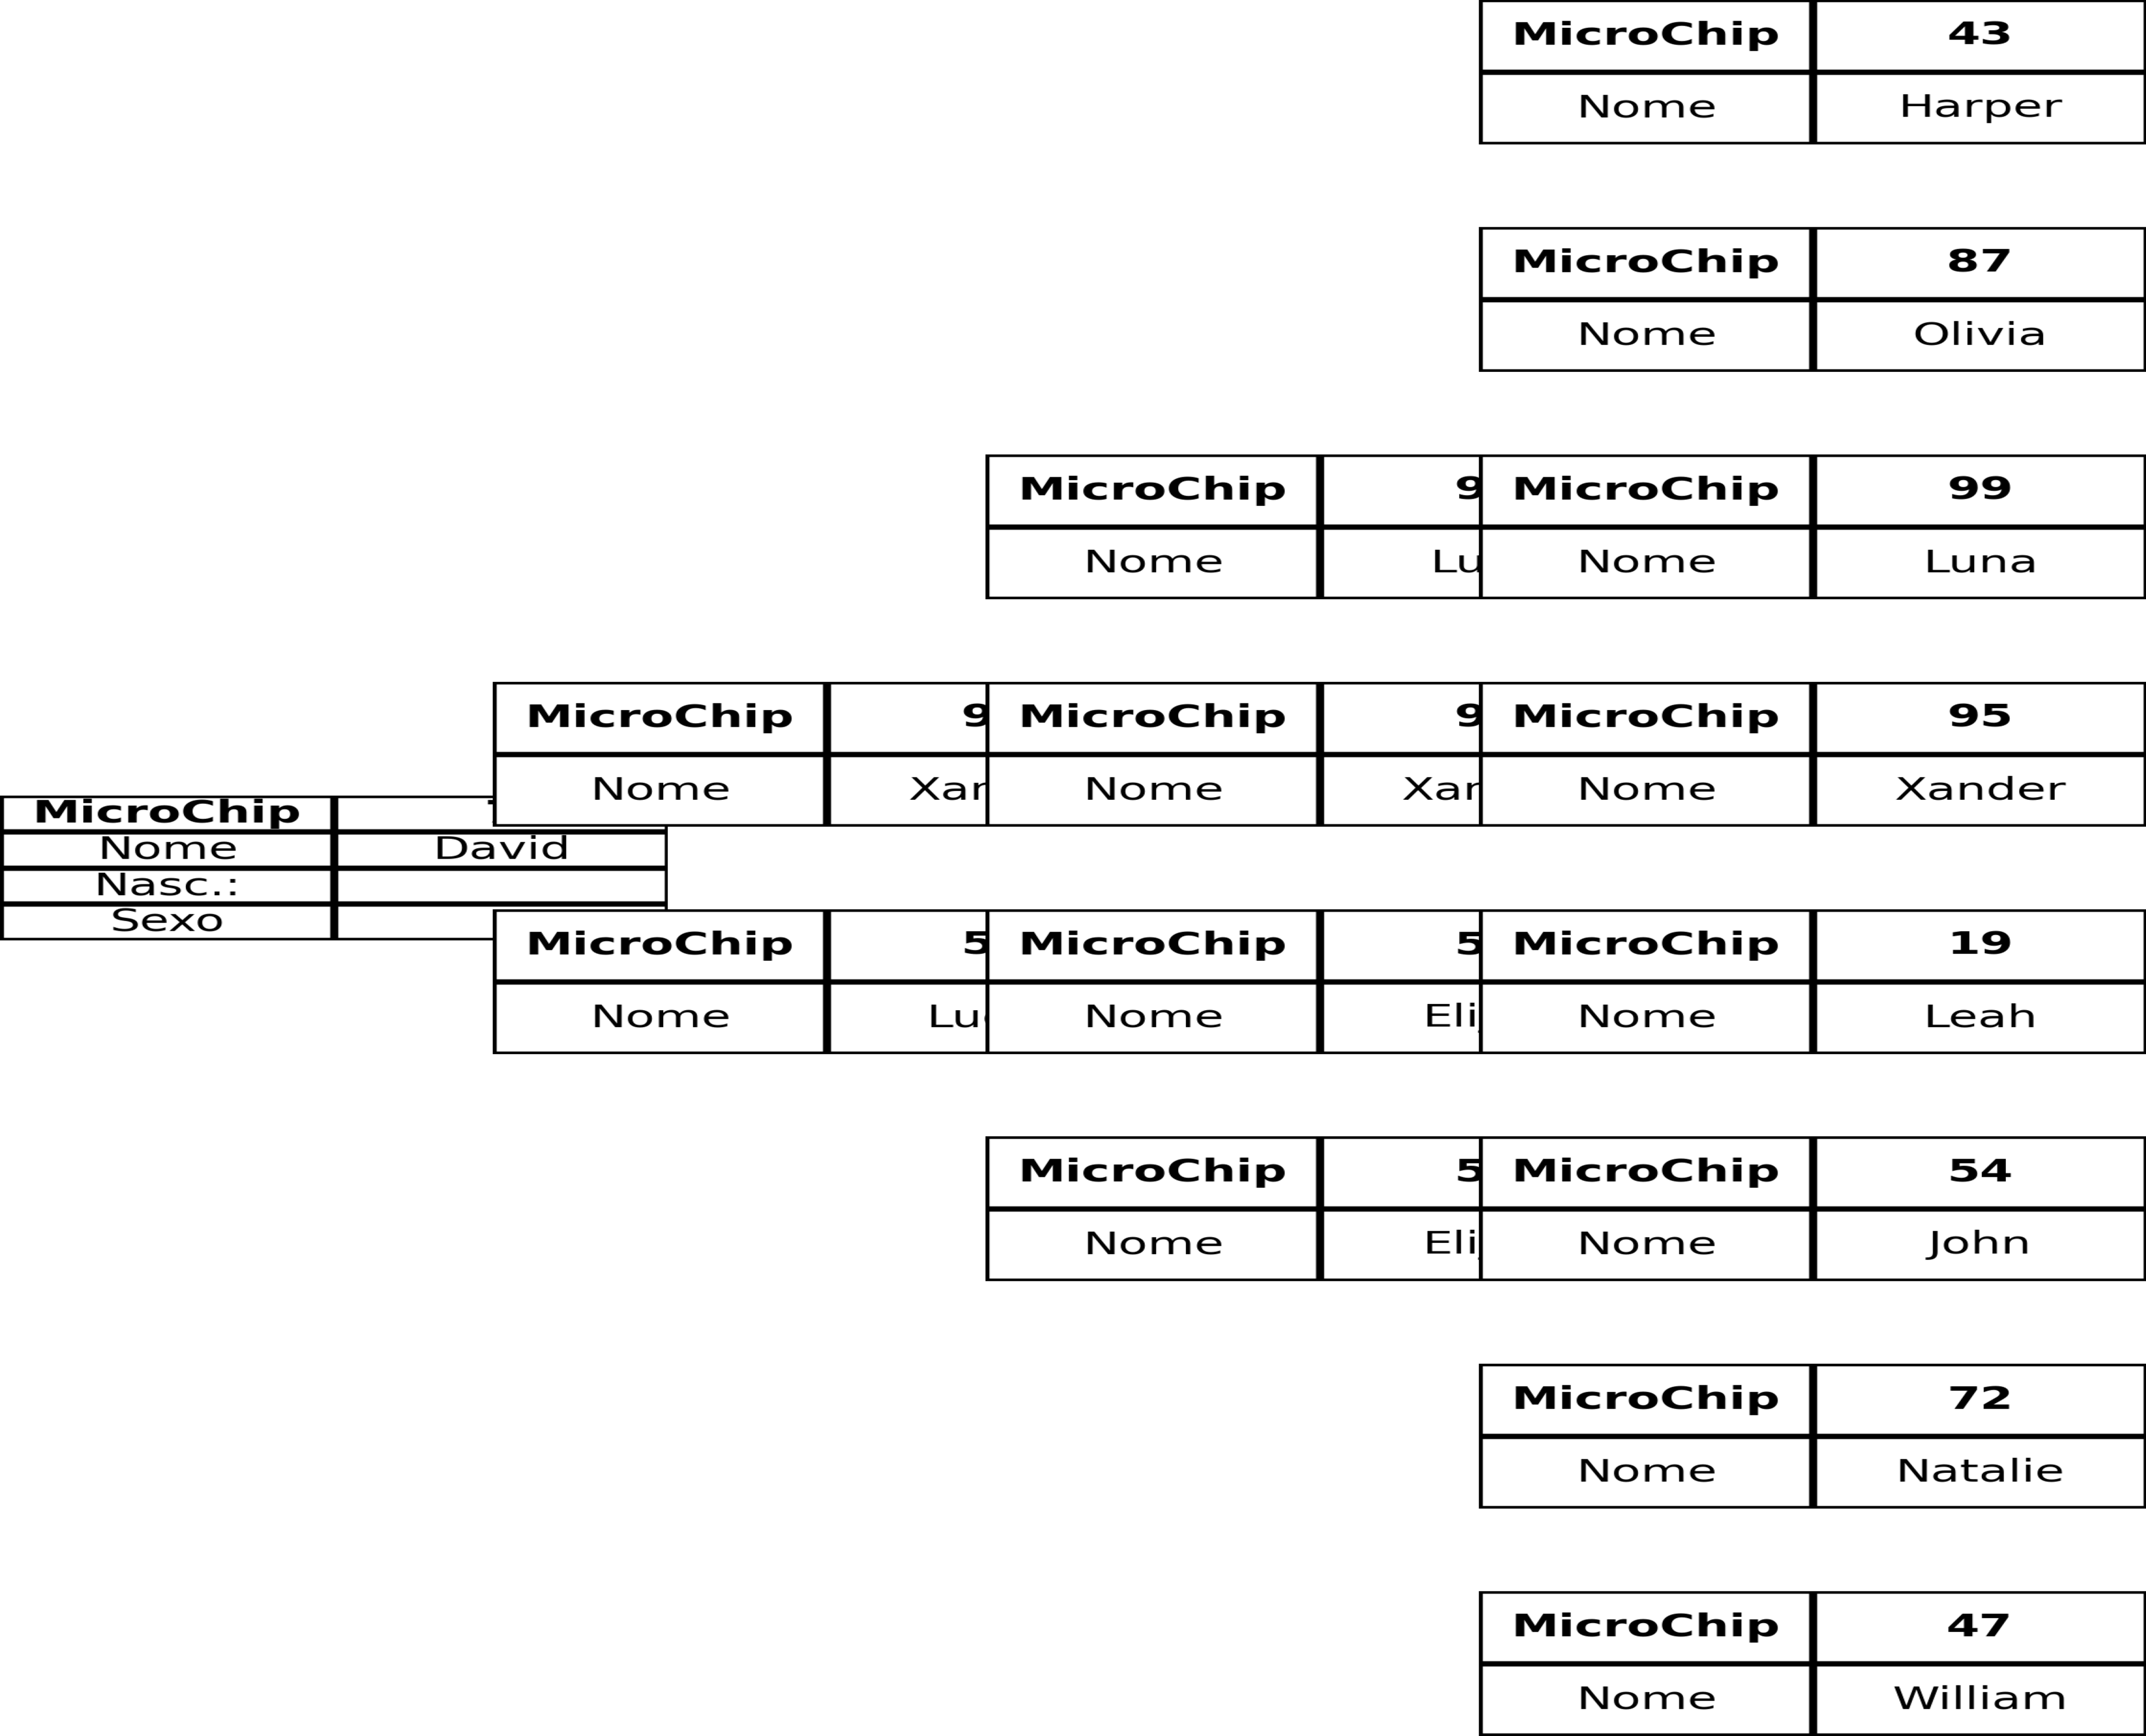 MicroChip 43
Nome Harper
MicroChip 87
Nome Olivia
MicroChip MicroChip 99
Nome Nome Luna
MicroChip MicroChip MicroChip 95
Nome Nome Nome Xander
MicroChip
Nome David
Nasc.:
Sexo
MicroChip MicroChip MicroChip 19
Nome Nome Nome Leah
MicroChip MicroChip 54
Nome Nome John
MicroChip 72
Nome Natalie
MicroChip 47
Nome William